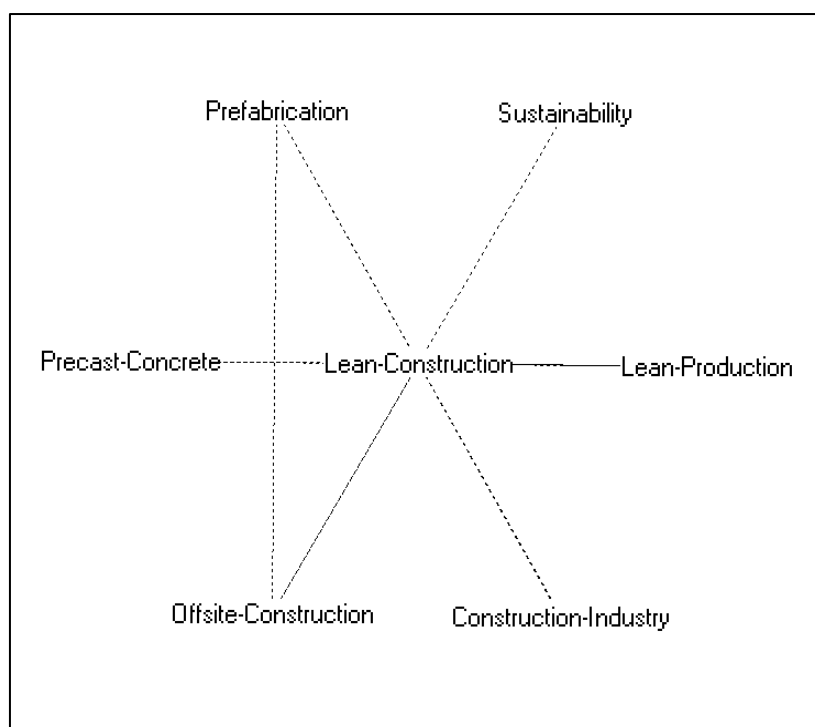 Prefabrication
Sustainability
Precast-Concrete
Lean-Construction
Lean-Production
Offsite-Construction
Construction-Industry